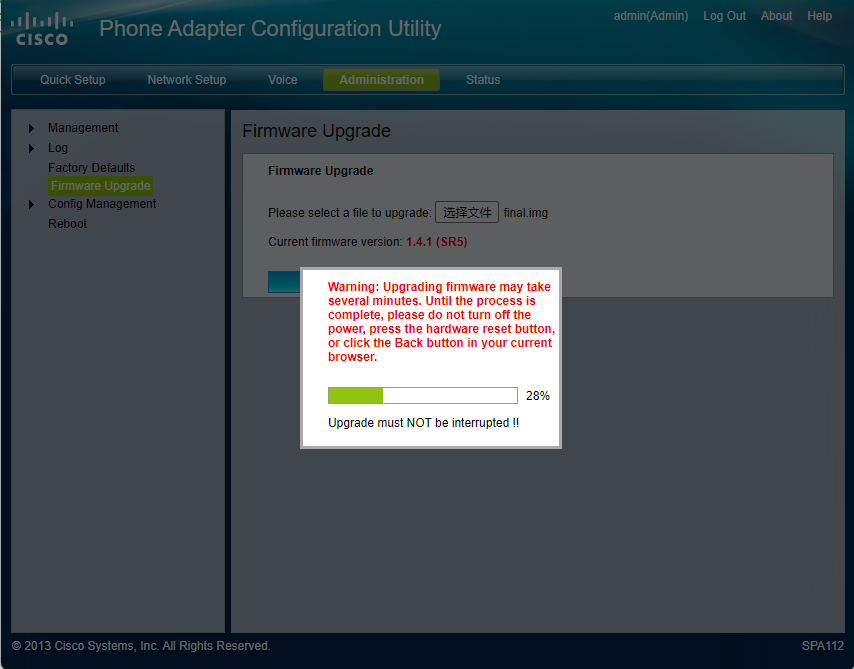 admin(Admin) Log Out About Help
CISCO Phone Adapter Configuration Utility
Quick Setup Network Setup Voice Administration Status
Management
Log
Factory Defaults
Firmware Upgrade
Config Management
Reboot
Firmware Upgrade
Firmware Upgrade
Please select a file to upgrade: 选择文件 final.img
Current firmware version: 1.4.1 (SR5)
Warning: Upgrading firmware may take
several minutes. Until the process is
complete, please do not turn off the
power, press the hardware reset button,
or click the Back button in your current
browser.
28%
Upgrade must NOT be interrupted !!
© 2013 Cisco Systems, Inc. All Rights Reserved. SPA112